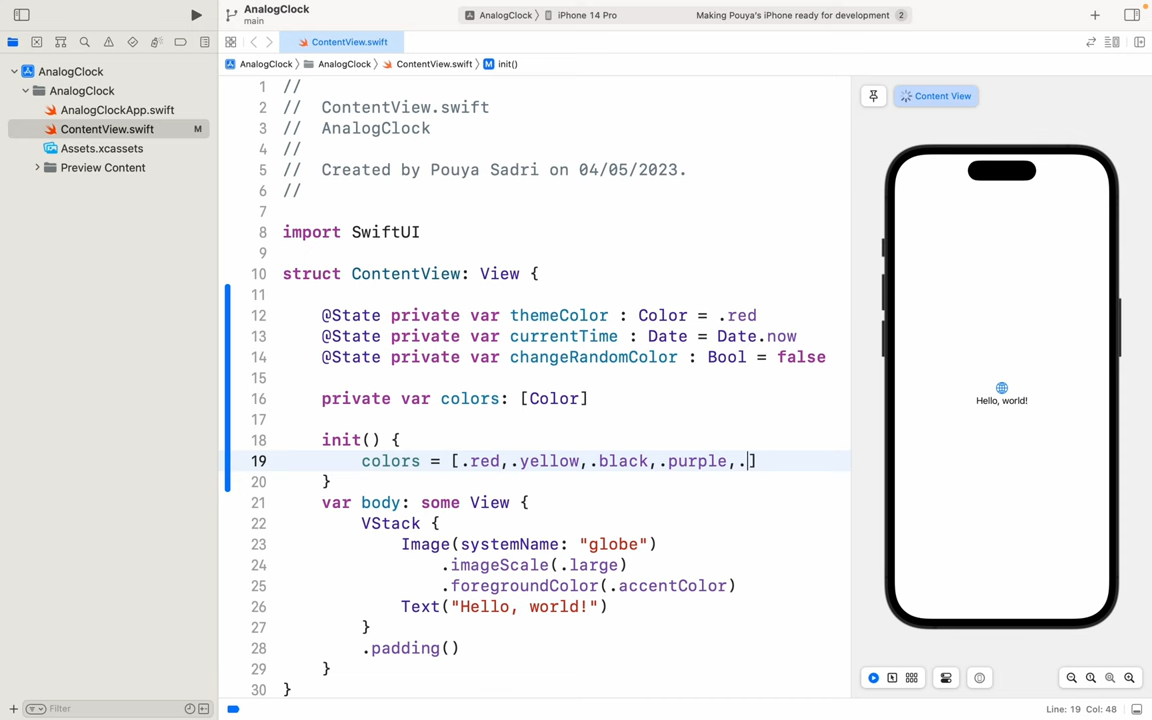 AnalogClock
main
AnalogClock
iPhone 14 Pro
Making Pouya's iPhone ready for development
2
ContentView.swift
AnalogClock
AnalogClock
ContentView.swift
M
init()
AnalogClock
AnalogClock
AnalogClockApp.swift
ContentView.swift
M
Assets.xcassets
Preview Content
1 //
2 // ContentView.swift
3 // AnalogClock
4 //
5 // Created by Pouya Sadri on 04/05/2023.
6 //
7
8 import SwiftUI
9
10 struct ContentView: View {
11
12 @State private var themeColor : Color = .red
13 @State private var currentTime : Date = Date.now
14 @State private var changeRandomColor : Bool = false
15
16 private var colors: [Color]
17
18 init() {
19 colors = [.red,.yellow,.black,.purple,.]
20 }
21 var body: some View {
22 VStack {
23 Image(systemName: "globe")
24 .imageScale(.large)
25 .foregroundColor(.accentColor)
26 Text("Hello, world!")
27 }
28 .padding()
29 }
30 }
Content View
Hello, world!
Filter
Line: 19 Col: 48